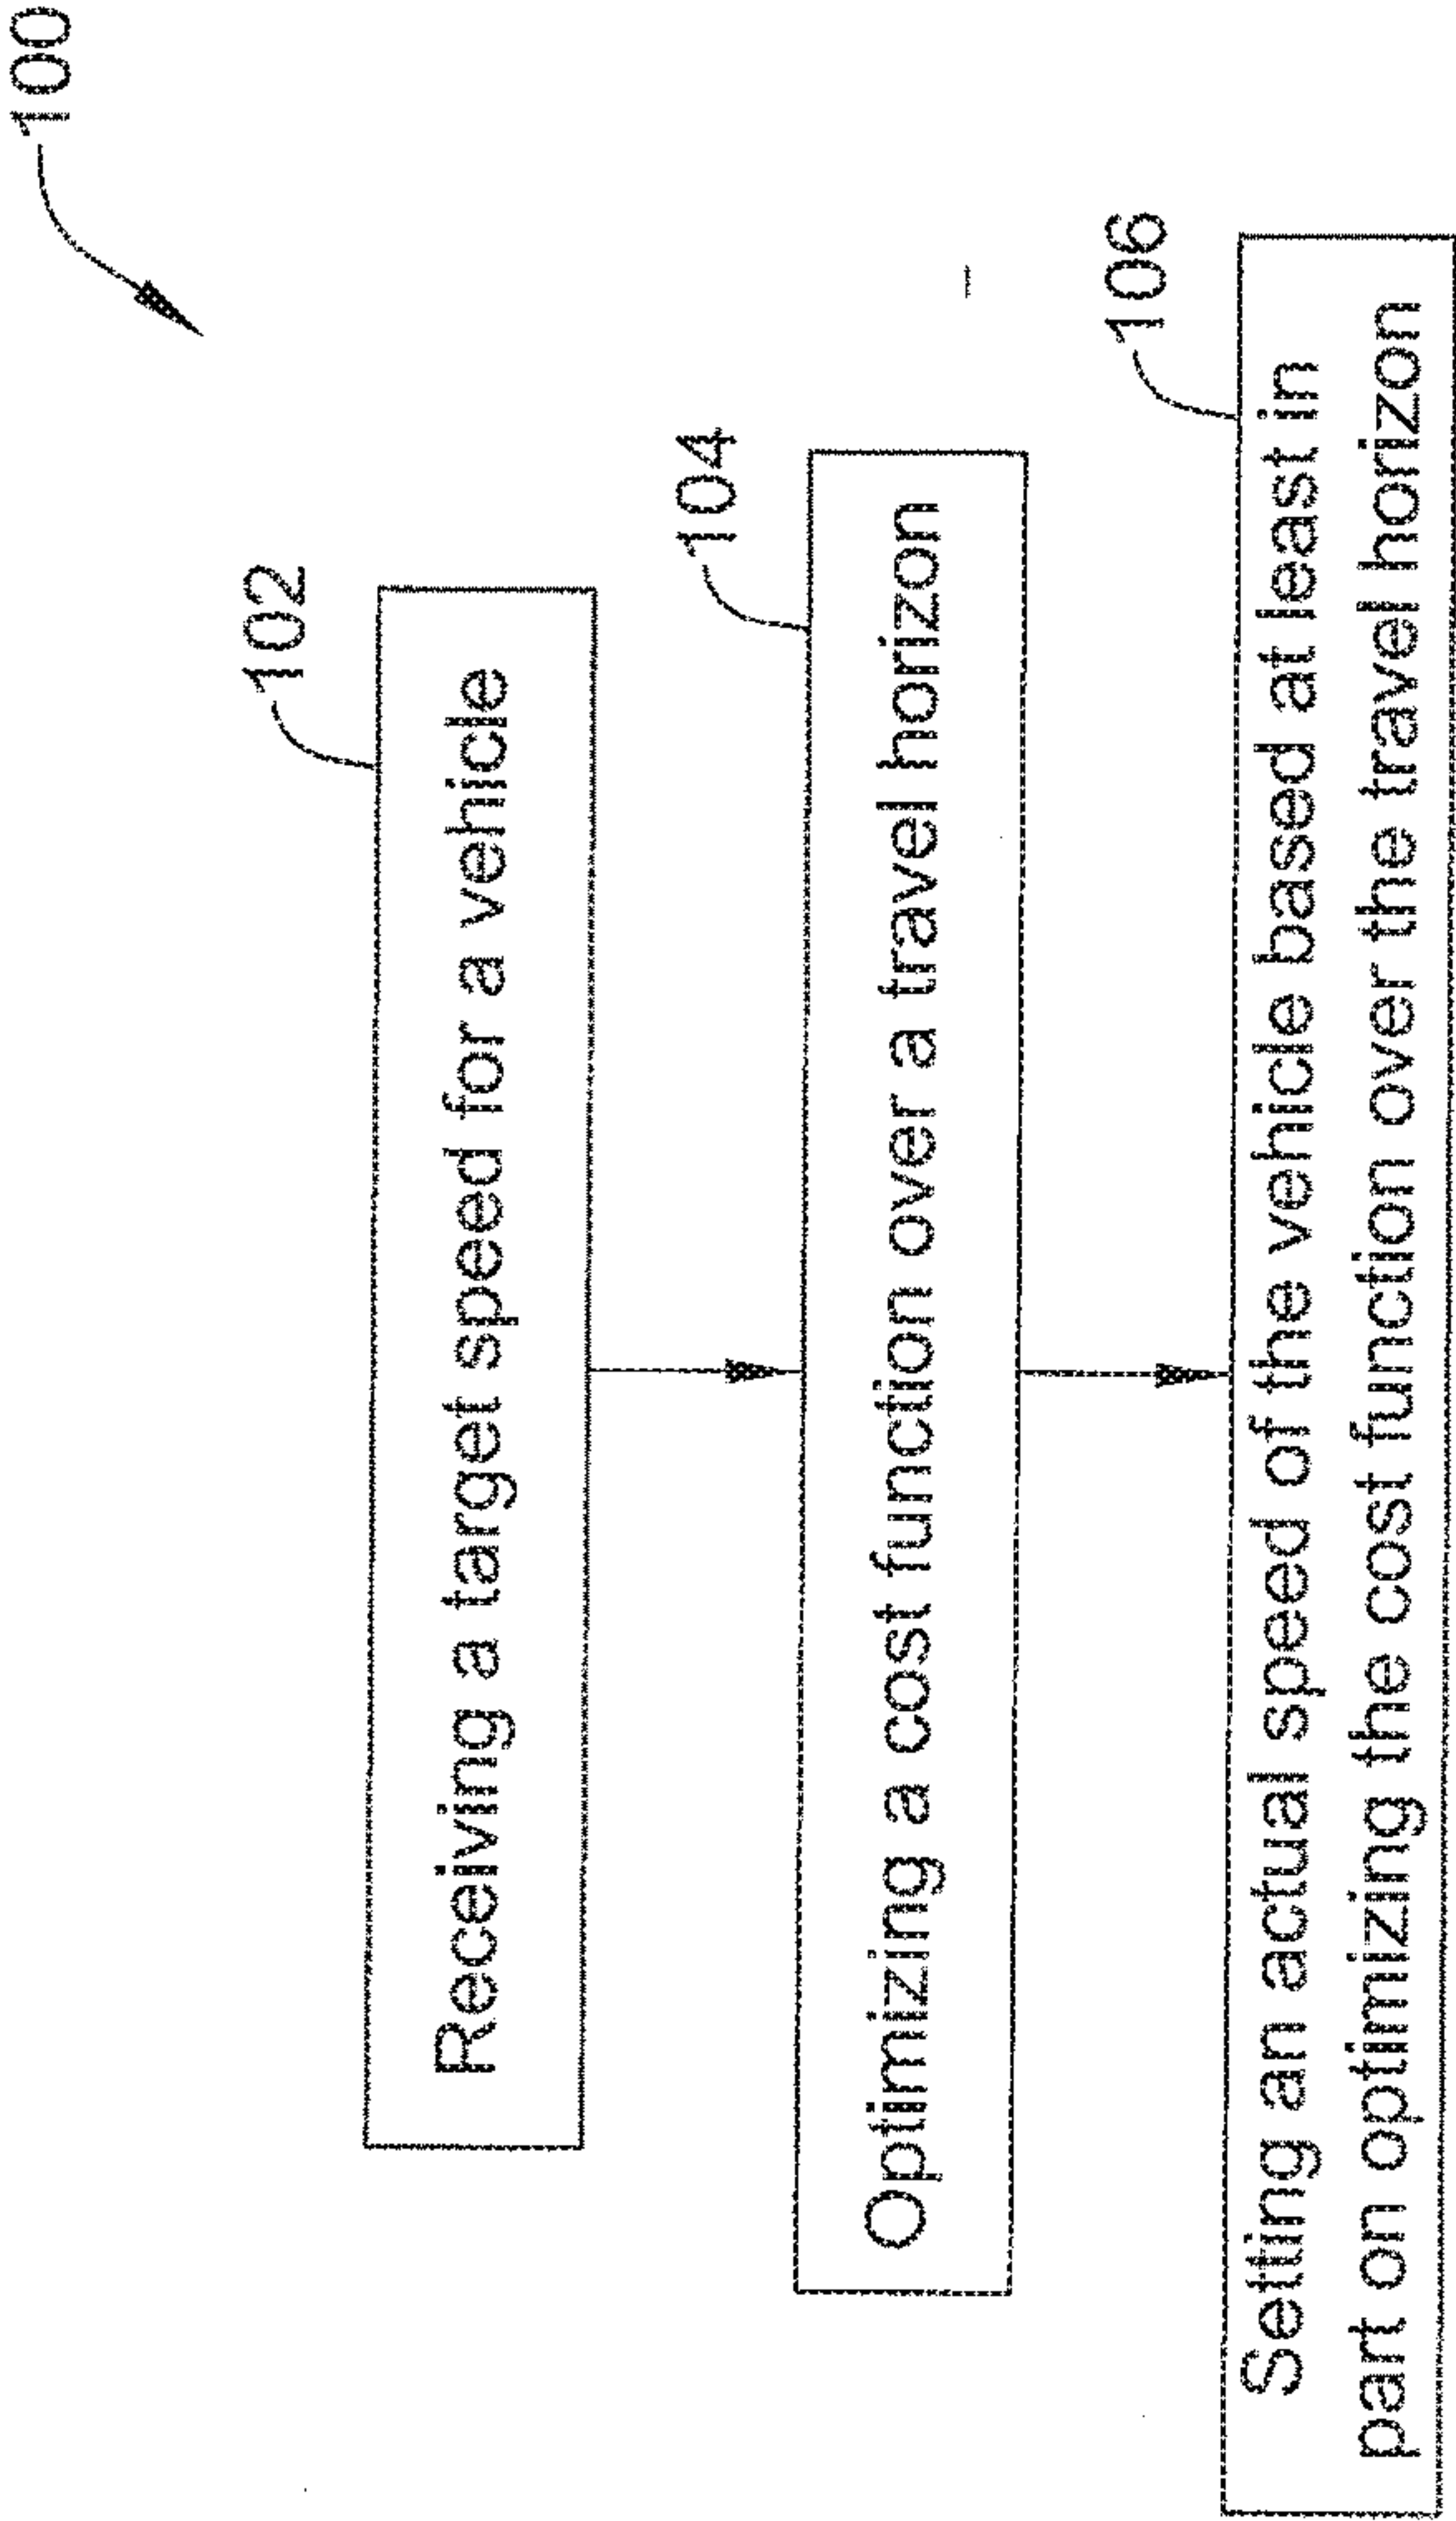 100
102
Receiving a target speed for a vehicle
104
Optimizing a cost function over a travel horizon
106
Setting an actual speed of the vehicle based at least in
part on optimizing the cost function over the travel horizon